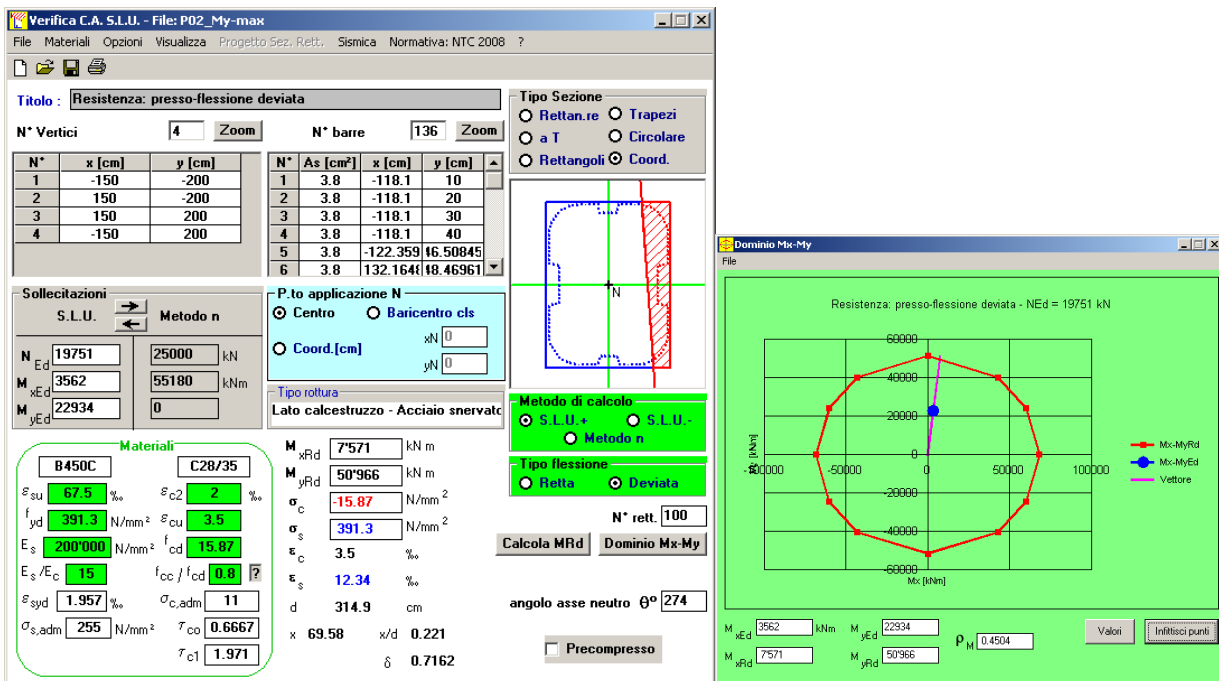 Verifica C.A. S.L.U. - File: P02_My-max
File Materiali Opzioni Visualizza Progetto Sez. Rett. Sismica Normativa: NTC 2008 ?
Titolo : Resistenza: presso-flessione deviata
N° Vertici 4 Zoom N° barre 136 Zoom
N° x [cm] y [cm]
1 -150 -200
2 150 -200
3 150 200
4 -150 200
N° As [cm²] x [cm] y [cm]
1 3.8 -118.1 10
2 3.8 -118.1 20
3 3.8 -118.1 30
4 3.8 -118.1 40
5 3.8 -122.359
6 3.8
Tipo Sezione
Rettan.re Trapezi
a T Circolare
Rettangoli Coord.
N
Sollecitazioni
S.L.U. Metodo n
N Ed 19751 25000 kN
M xEd 3562 55180 kNm
M yEd 22934 0
P.to applicazione N
Centro Baricentro cls
Coord.[cm] xN 0
yN 0
Tipo rottura
Lato calcestruzzo - Acciaio snervato
Metodo di calcolo
S.L.U.+ S.L.U.-
Metodo n
Tipo flessione
Retta Deviata
N° rett. 100
Calcola MRd Dominio Mx-My
angolo asse neutro θ° 274
Precompresso
Materiali
B450C C28/35
εsu 67.5 ‰ εc2 2 ‰
fyd 391.3 N/mm² εcu 3.5
Es 200'000 N/mm² fcd 15.87
Es/Ec 15 fcc / fcd 0.8 ?
εsyd 1.957 ‰ σc,adm 11
σs,adm 255 N/mm² τco 0.6667
τc1 1.971
M xRd 7'571 kN m
M yRd 50'966 kN m
σc -15.87 N/mm²
σs 391.3 N/mm²
εc 3.5 ‰
εs 12.34 ‰
d 314.9 cm
x 69.58 x/d 0.221
δ 0.7162
Dominio Mx-My
File
Resistenza: presso-flessione deviata - NEd = 19751 kN
60000
40000
20000
0
-20000
-40000
-60000
-100000 -50000 0 50000 100000
[kNm]
Mx [kNm]
Mx-MyRd
Mx-MyEd
Vettore
M xEd 3562 kNm M yEd 22934
M xRd 7'571 M yRd 50'966
ρM 0.4504
Valori Infittisci punti